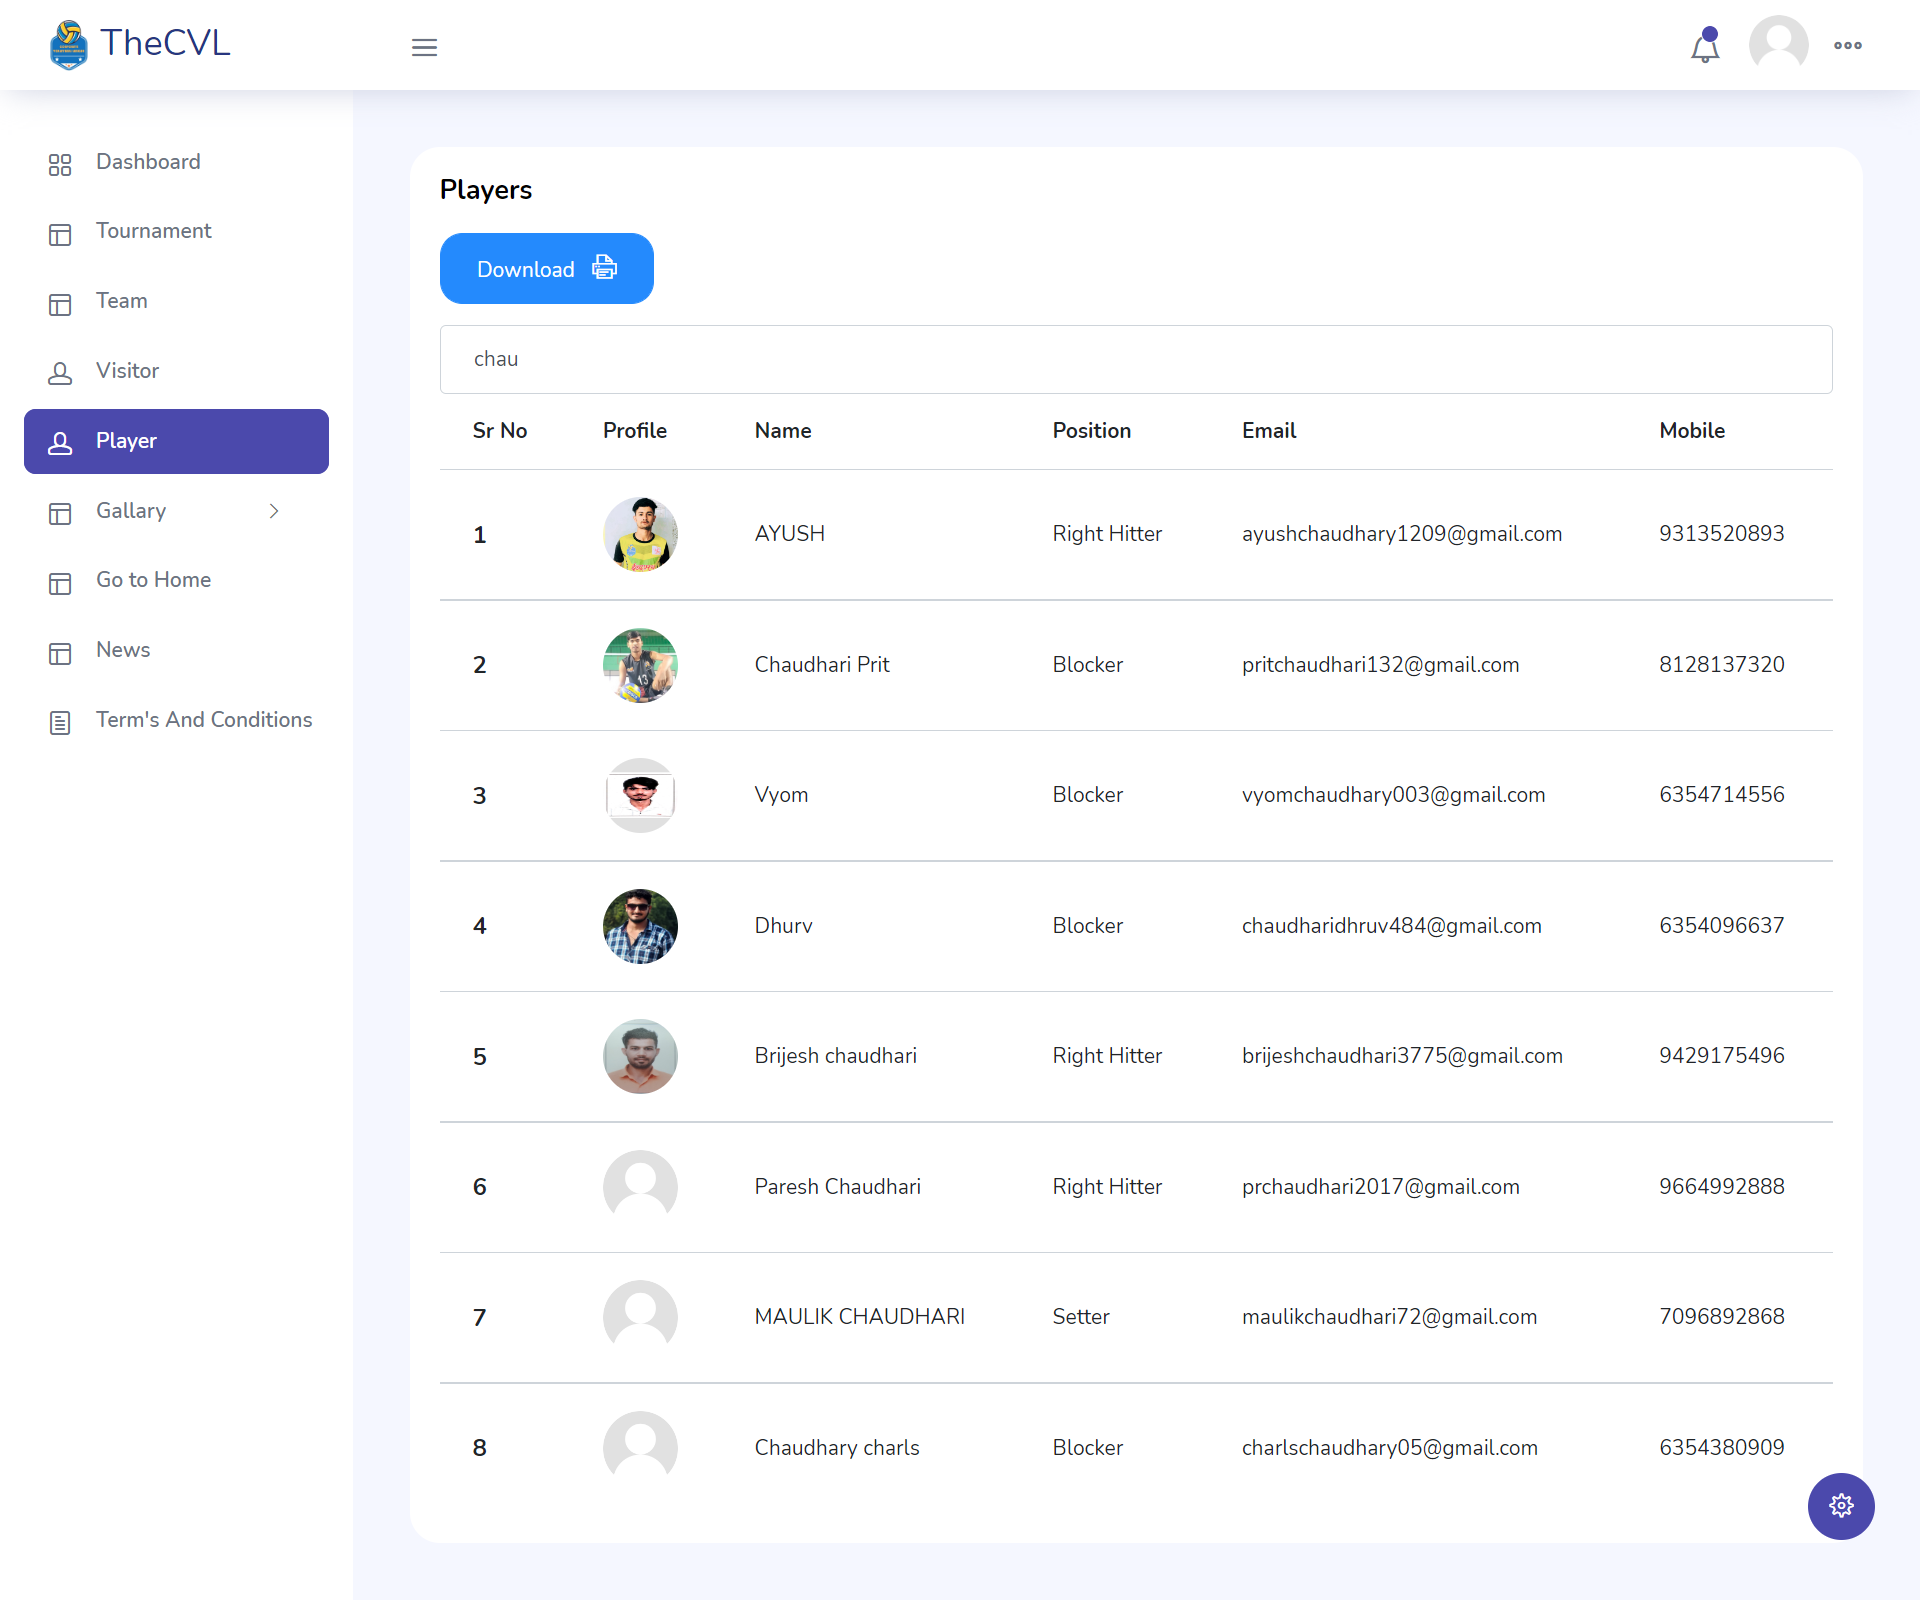 TheCVL
Dashboard
Tournament
Team
Visitor
Player
Gallary
Go to Home
News
Term's And Conditions
Players
Download
chau
Sr No Profile Name Position Email Mobile
1 AYUSH Right Hitter ayushchaudhary1209@gmail.com 9313520893
2 Chaudhari Prit Blocker pritchaudhari132@gmail.com 8128137320
3 Vyom Blocker vyomchaudhary003@gmail.com 6354714556
4 Dhurv Blocker chaudharidhruv484@gmail.com 6354096637
5 Brijesh chaudhari Right Hitter brijeshchaudhari3775@gmail.com 9429175496
6 Paresh Chaudhari Right Hitter prchaudhari2017@gmail.com 9664992888
7 MAULIK CHAUDHARI Setter maulikchaudhari72@gmail.com 7096892868
8 Chaudhary charls Blocker charlschaudhary05@gmail.com 6354380909